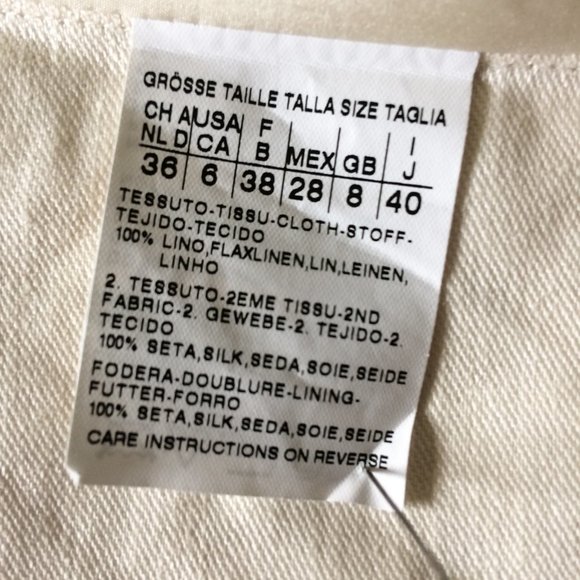 GRÖSSE TAILLE TALLA SIZE TAGLIA
CH A USA F I
NL D CA B MEX GB J
36 6 38 28 8 40
TESSUTO-TISSU-CLOTH-STOFF-
TEJIDO-TECIDO
100% LINO,FLAXLINEN,LIN,LEINEN,
LINHO
2. TESSUTO-2EME TISSU-2ND
FABRIC-2. GEWEBE-2. TEJIDO-2.
TECIDO
100% SETA,SILK,SEDA,SOIE,SEIDE
FODERA-DOUBLURE-LINING-
FUTTER-FORRO
100% SETA,SILK,SEDA,SOIE,SEIDE
CARE INSTRUCTIONS ON REVERSE